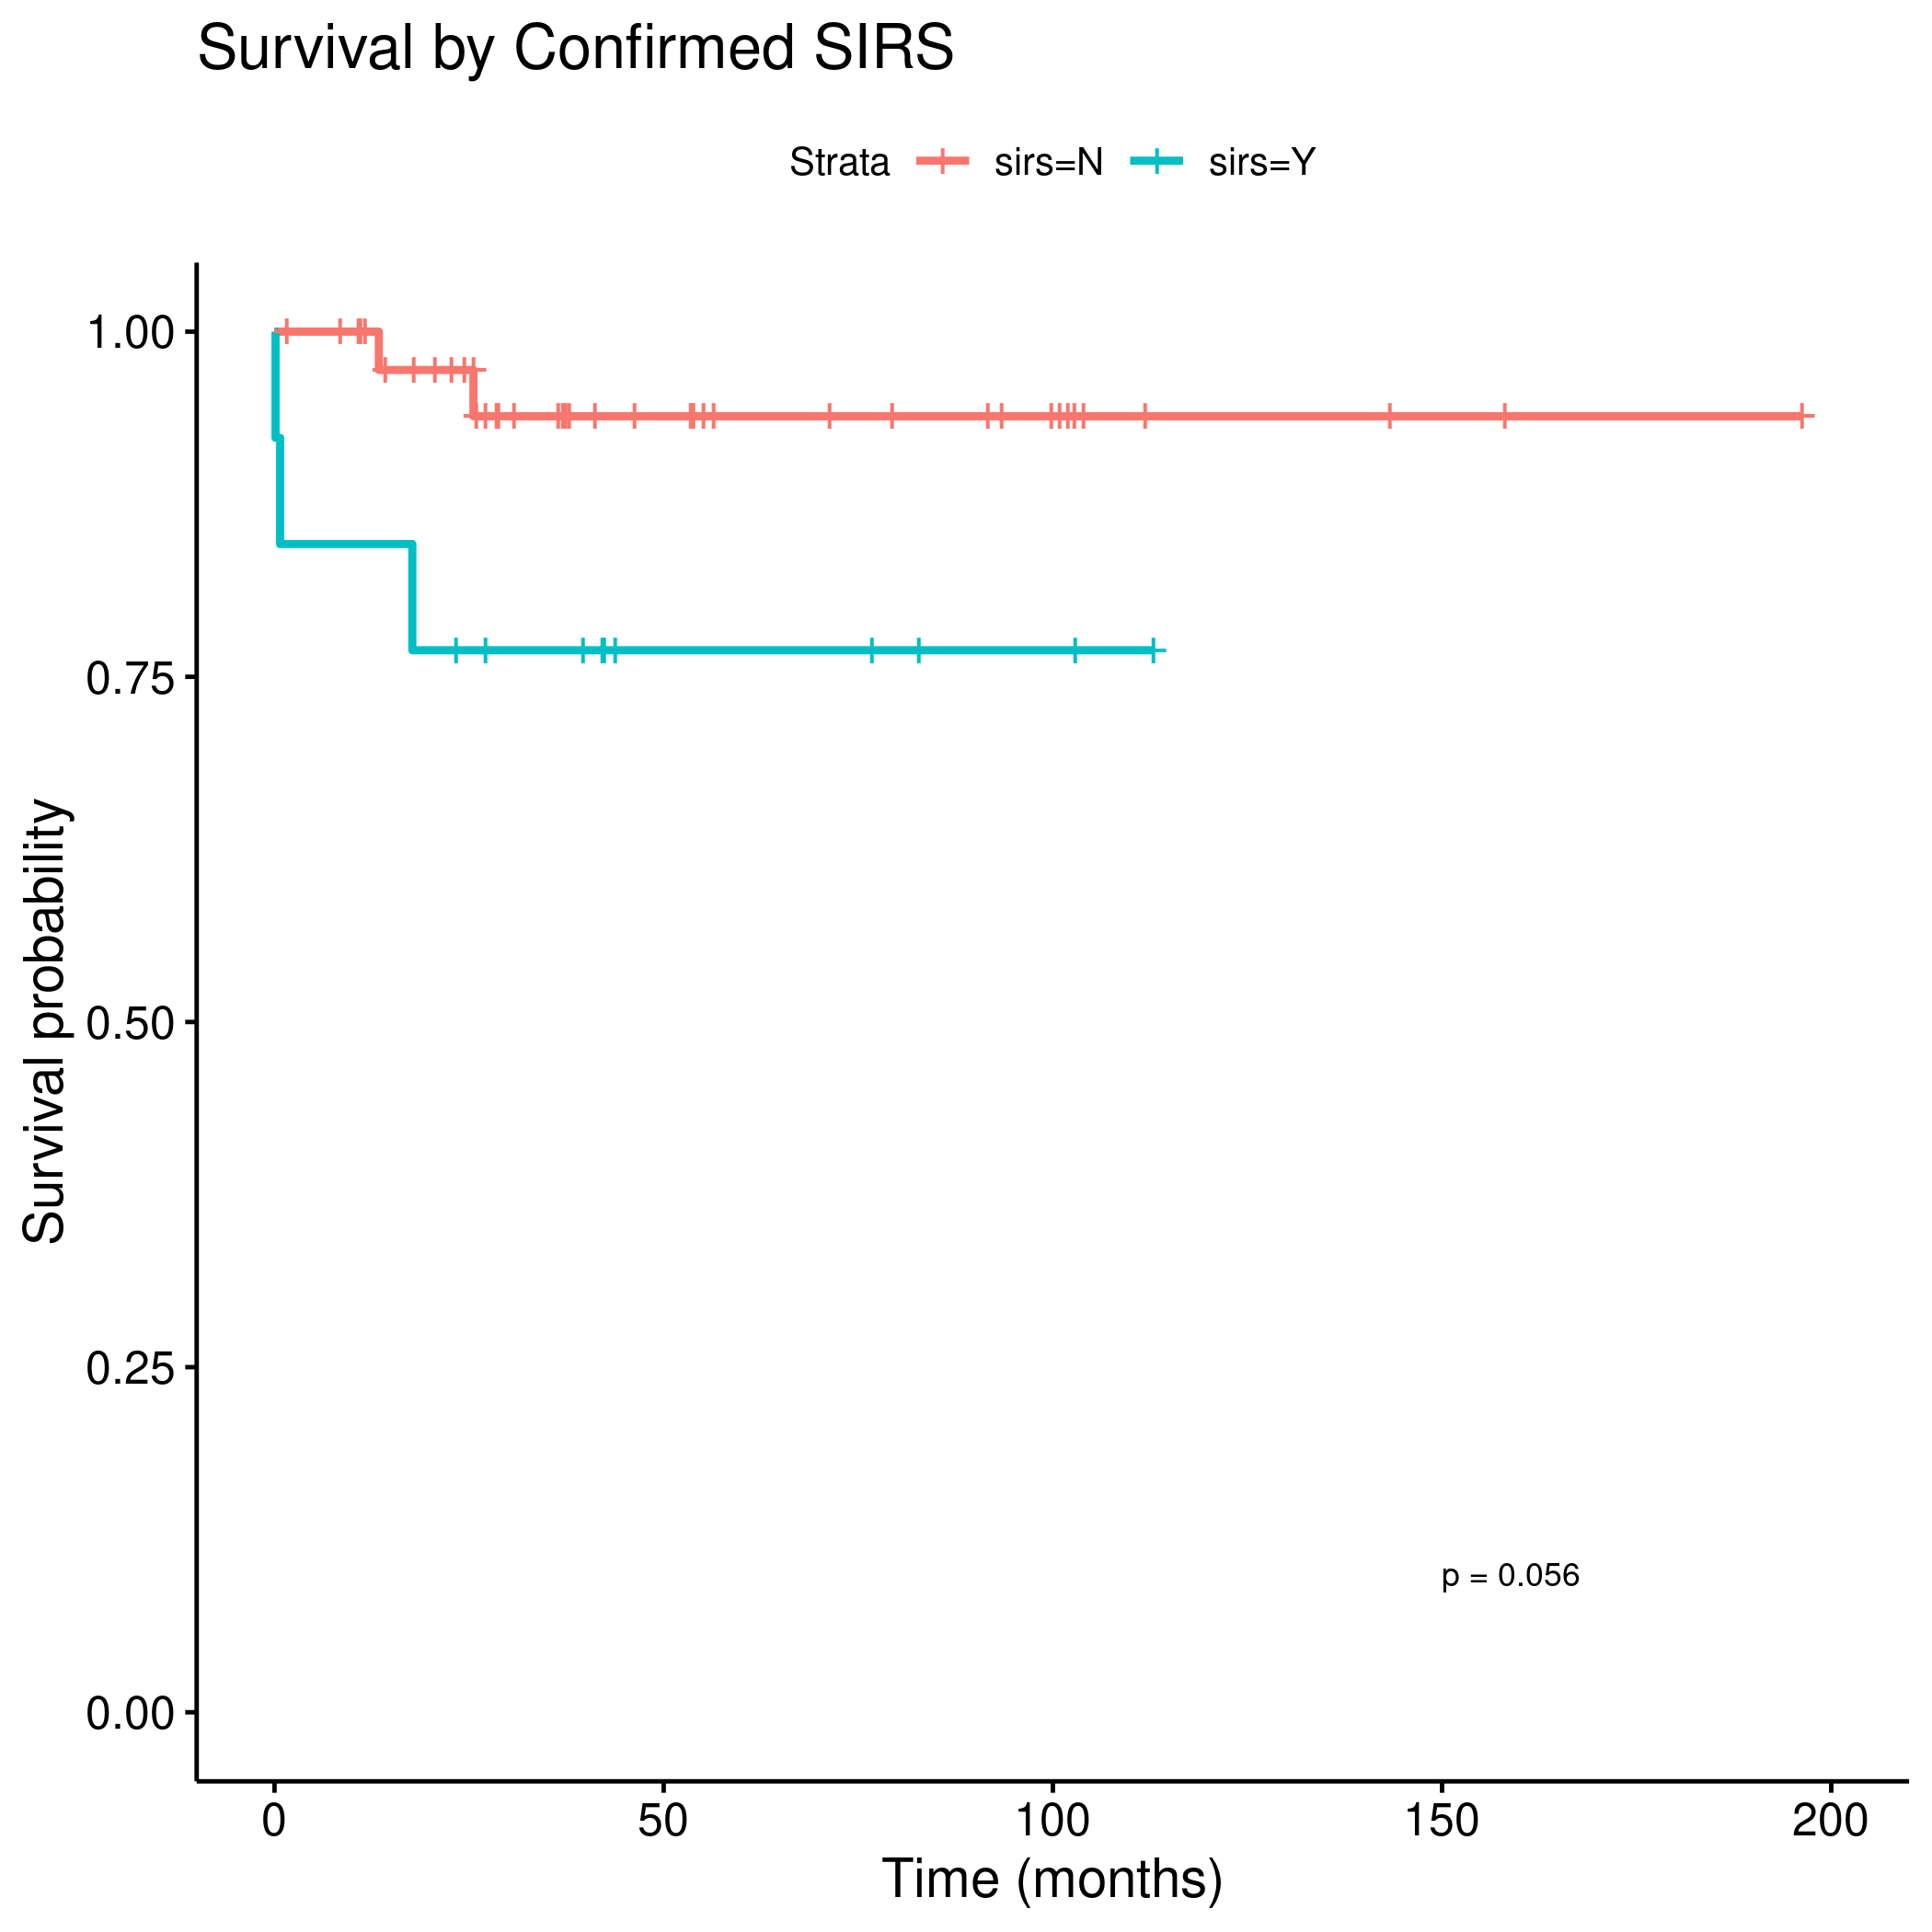 Survival by Confirmed SIRS
Strata sirs=N sirs=Y
1.00
0.75
0.50
0.25
0.00
Survival probability
p = 0.056
0 50 100 150 200
Time (months)